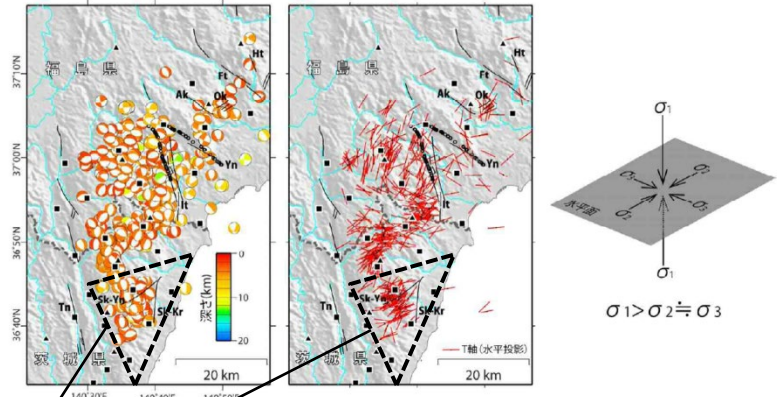 福島県
Ht
Ft
Ok
Ak
Yn
It
Sk-Yn
Sk-Kr
Tn
茨城県
37°10'N
37°00'N
36°50'N
36°40'N
0
10
20
深さ(km)
20 km
140°30'E
140°40'E
福島県
Ht
Ft
Ok
Ak
Yn
It
Sk-Yn
Sk-Kr
Tn
茨城県
T軸(水平投影)
20 km
σ1
σ3
σ2
σ2
σ3
水平面
σ1
σ1>σ2≒σ3